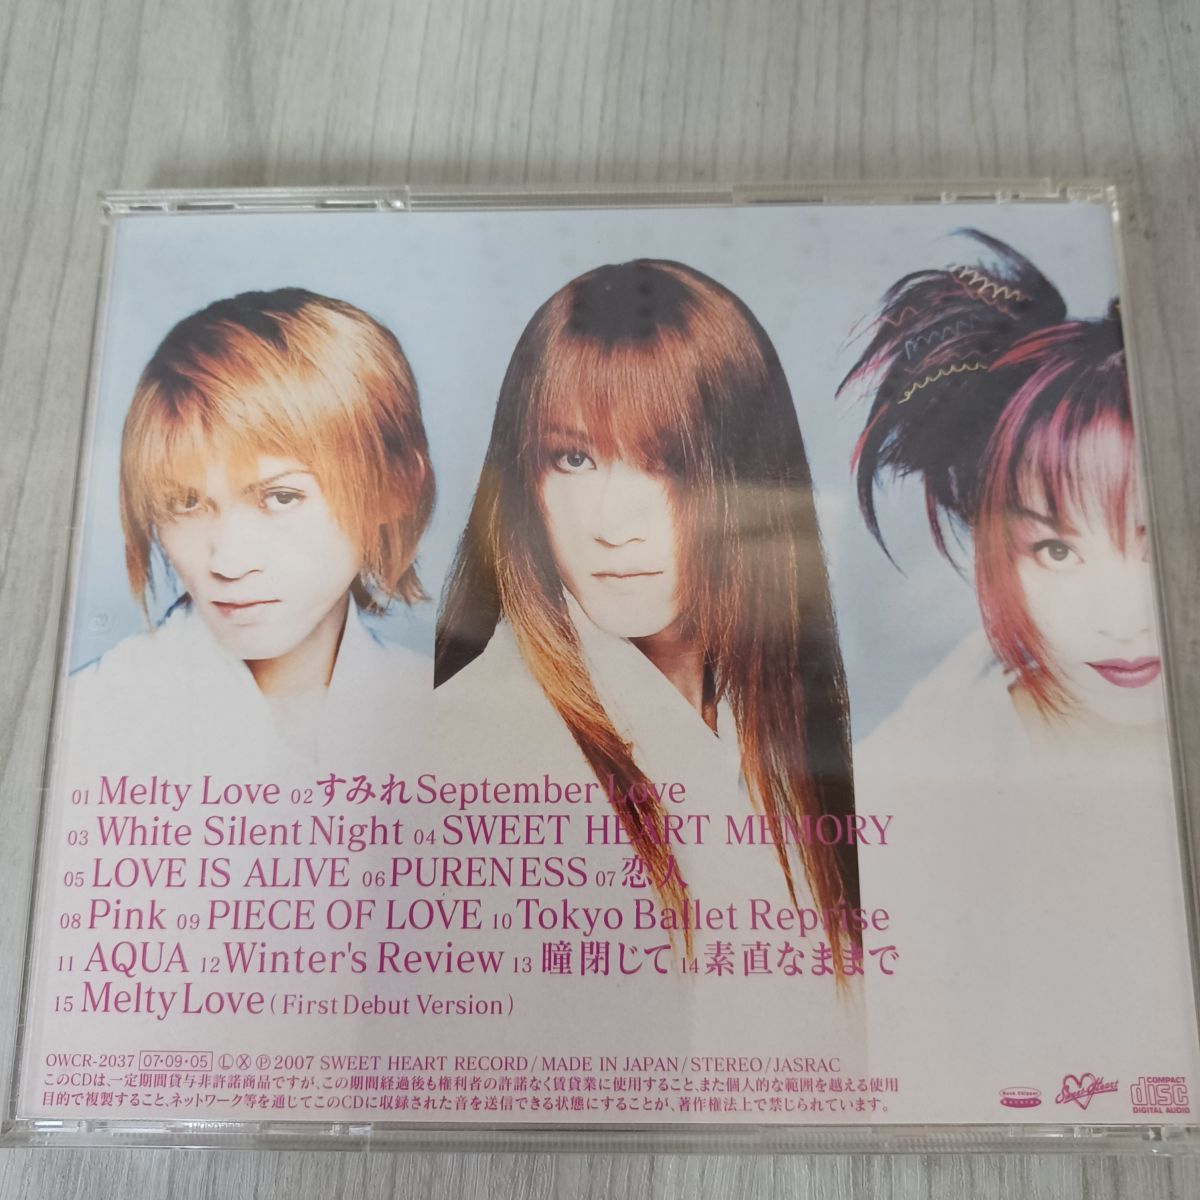 01 Melty Love 02 すみれ September Love
03 White Silent Night 04 SWEET HEART MEMORY
05 LOVE IS ALIVE 06 PURENESS 07 恋人
08 Pink 09 PIECE OF LOVE 10 Tokyo Ballet Reprise
11 AQUA 12 Winter's Review 13 瞳閉じて 14 素直なままで
15 Melty Love (First Debut Version)
OWCR-2037 07・09・05 Ⓛ Ⓧ Ⓟ 2007 SWEET HEART RECORD/MADE IN JAPAN/STEREO/JASRAC
このCDは、一定期間貸与非許諾商品ですが、この期間経過後も権利者の許諾なく賃貸業に使用すること、また個人的な範囲を越える使用
目的で複製すること、ネットワーク等を通じてこのCDに収録された音を送信できる状態にすることが、著作権法上で禁じられています。
Sweet Heart
COMPACT
disc
DIGITAL AUDIO